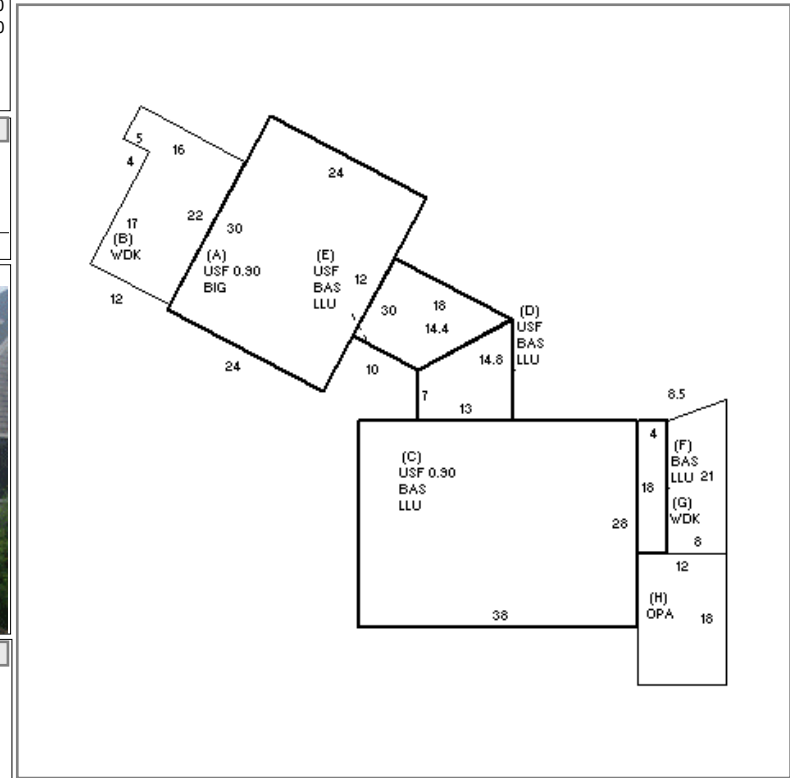 0
0
5
4
16
24
22
30
17
(B)
WDK
(A)
USF 0.90
BIG
(E)
USF
BAS
LLU
12
12
30
18
14.4
(D)
USF
BAS
LLU
14.8
24
10
7
13
8.5
4
(C)
USF 0.90
BAS
LLU
(F)
BAS
LLU 21
18
(G)
WDK
28
8
12
(H)
OPA
18
38